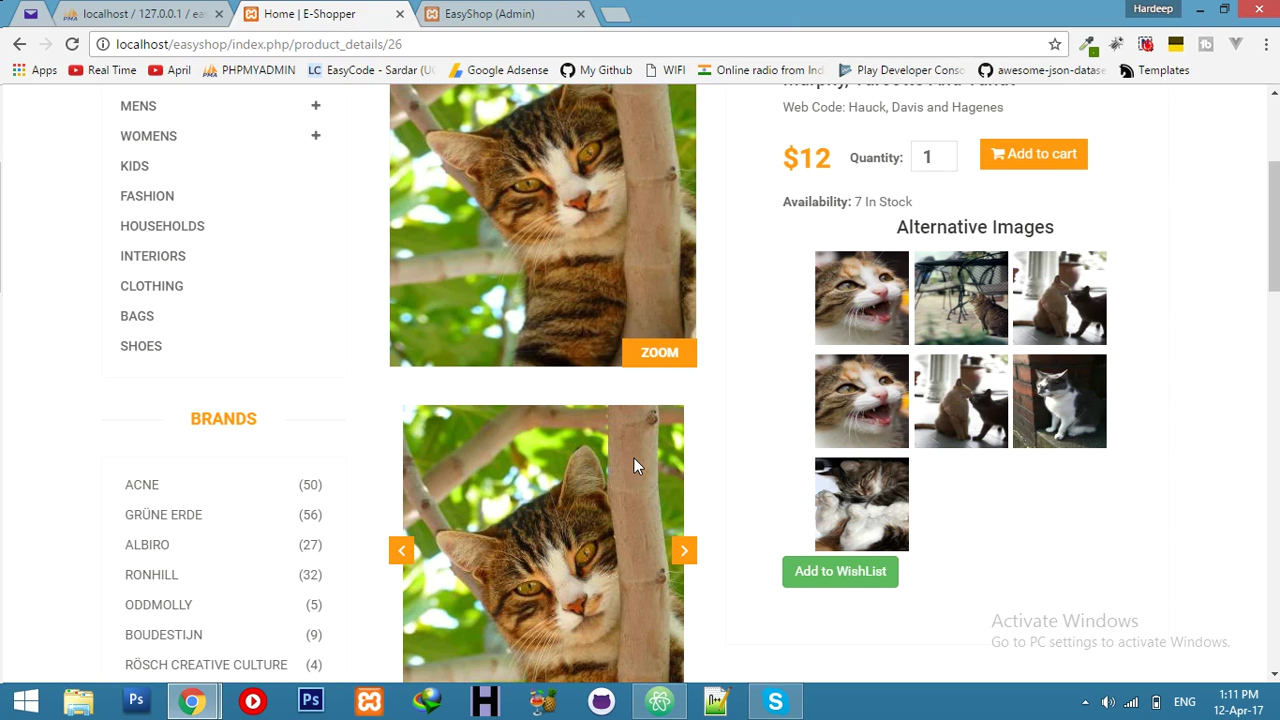 localhost / 127.0.0.1 / ea
Home | E-Shopper
EasyShop (Admin)
Hardeep
localhost/easyshop/index.php/product_details/26
Apps
Real Time
April
PHPMYADMIN
EasyCode - Sardar (U
Google Adsense
My Github
WIFI
Online radio from Ind
Play Developer Conso
awesome-json-datase
Templates
MENS
WOMENS
KIDS
FASHION
HOUSEHOLDS
INTERIORS
CLOTHING
BAGS
SHOES
BRANDS
ACNE (50)
GRÜNE ERDE (56)
ALBIRO (27)
RONHILL (32)
ODDMOLLY (5)
BOUDESTIJN (9)
RÖSCH CREATIVE CULTURE (4)
ZOOM
Web Code: Hauck, Davis and Hagenes
$12 Quantity: 1 Add to cart
Availability: 7 In Stock
Alternative Images
Add to WishList
Activate Windows
Go to PC settings to activate Windows.
ENG
1:11 PM
12-Apr-17